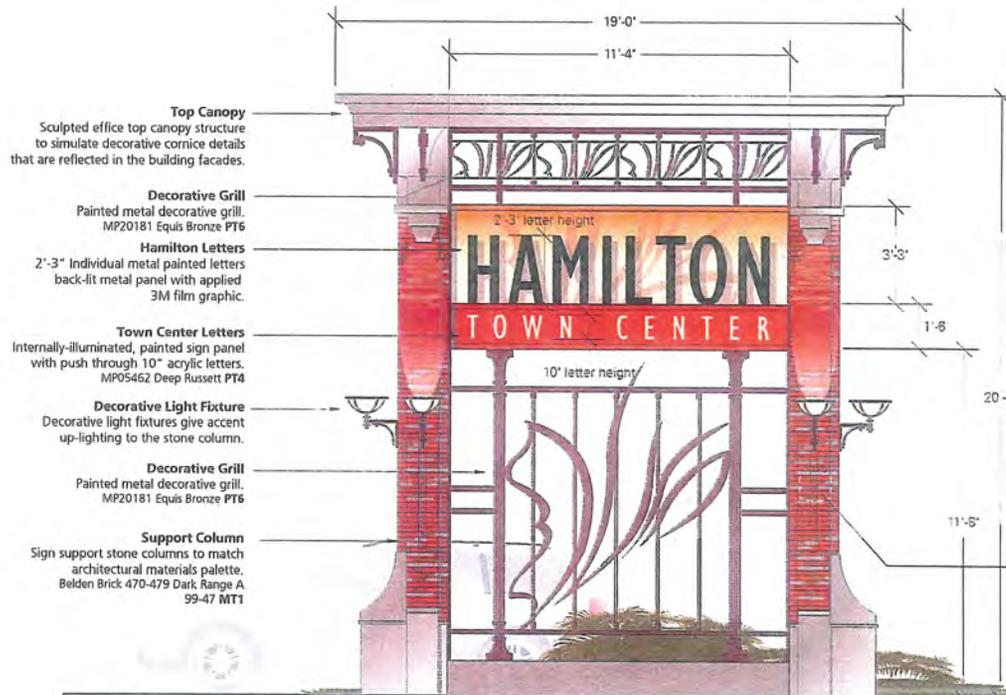 19'-0"
11'-4"
Top Canopy
Sculpted effice top canopy structure
to simulate decorative cornice details
that are reflected in the building facades.
Decorative Grill
Painted metal decorative grill.
MP20181 Equis Bronze PT6
2'-3" letter height
Hamilton Letters
2'-3" Individual metal painted letters
back-lit metal panel with applied
3M film graphic.
HAMILTON
3'-3"
Town Center Letters
Internally-illuminated, painted sign panel
with push through 10" acrylic letters.
MP05462 Deep Russett PT4
TOWN CENTER
1'-6
10" letter height
Decorative Light Fixture
Decorative light fixtures give accent
up-lighting to the stone column.
20'-
Decorative Grill
Painted metal decorative grill.
MP20181 Equis Bronze PT6
11'-6"
Support Column
Sign support stone columns to match
architectural materials palette.
Belden Brick 470-479 Dark Range A
99-47 MT1